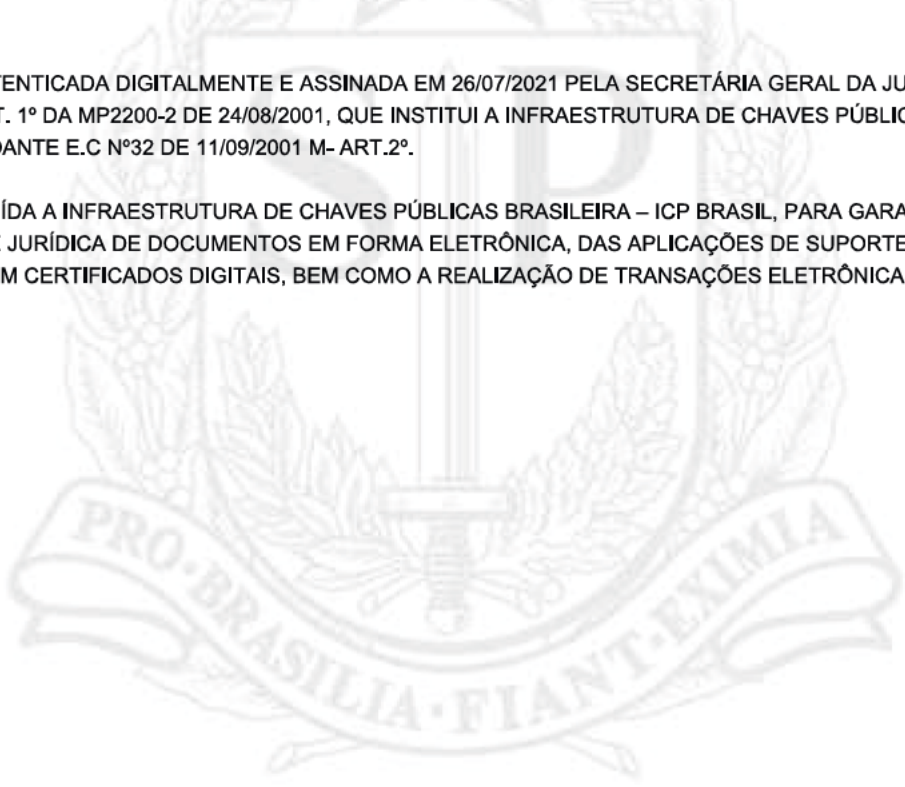 TENTICADA DIGITALMENTE E ASSINADA EM 26/07/2021 PELA SECRETÁRIA GERAL DA JU
T. 1º DA MP2200-2 DE 24/08/2001, QUE INSTITUI A INFRAESTRUTURA DE CHAVES PÚBLIC
DANTE E.C Nº32 DE 11/09/2001 M- ART.2º.
ÍDA A INFRAESTRUTURA DE CHAVES PÚBLICAS BRASILEIRA – ICP BRASIL, PARA GARA
E JURÍDICA DE DOCUMENTOS EM FORMA ELETRÔNICA, DAS APLICAÇÕES DE SUPORTE
M CERTIFICADOS DIGITAIS, BEM COMO A REALIZAÇÃO DE TRANSAÇÕES ELETRÔNICA
SP
PRO·BRASILIA·FIANT·EXIMIA